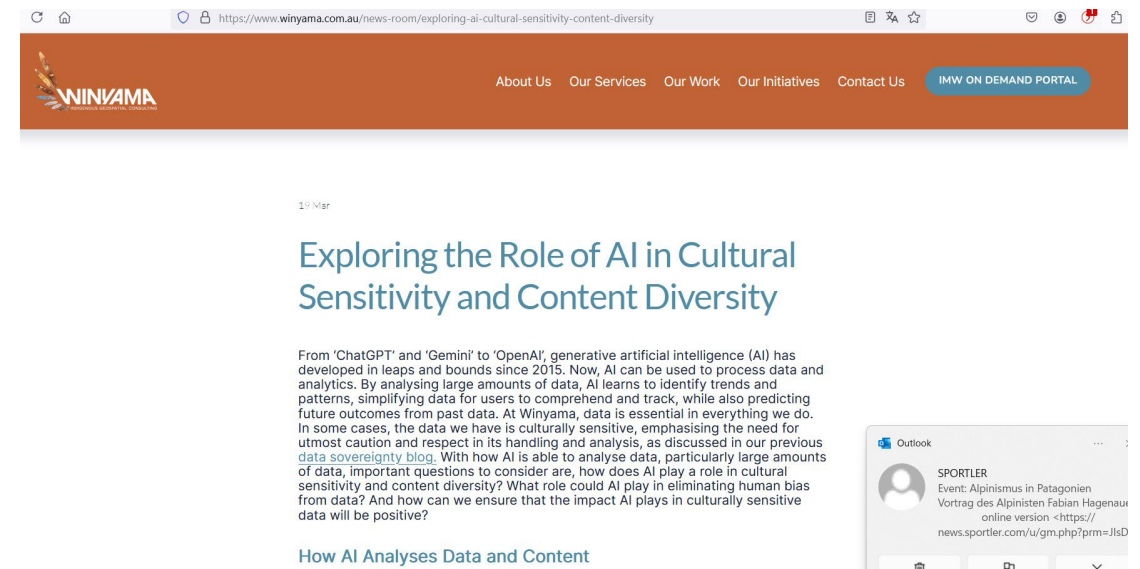 https://www.winyama.com.au/news-room/exploring-ai-cultural-sensitivity-content-diversity
WINYAMA
INDIGENOUS GEOSPATIAL CONSULTING
About Us Our Services Our Work Our Initiatives Contact Us IMW ON DEMAND PORTAL
19 Mar
Exploring the Role of AI in Cultural
Sensitivity and Content Diversity
From ‘ChatGPT’ and ‘Gemini’ to ‘OpenAI’, generative artificial intelligence (AI) has
developed in leaps and bounds since 2015. Now, AI can be used to process data and
analytics. By analysing large amounts of data, AI learns to identify trends and
patterns, simplifying data for users to comprehend and track, while also predicting
future outcomes from past data. At Winyama, data is essential in everything we do.
In some cases, the data we have is culturally sensitive, emphasising the need for
utmost caution and respect in its handling and analysis, as discussed in our previous
data sovereignty blog. With how AI is able to analyse data, particularly large amounts
of data, important questions to consider are, how does AI play a role in cultural
sensitivity and content diversity? What role could AI play in eliminating human bias
from data? And how can we ensure that the impact AI plays in culturally sensitive
data will be positive?
How AI Analyses Data and Content
Outlook
SPORTLER
Event: Alpinismus in Patagonien
Vortrag des Alpinisten Fabian Hagenaue
online version <https://
news.sportler.com/u/gm.php?prm=JIsD